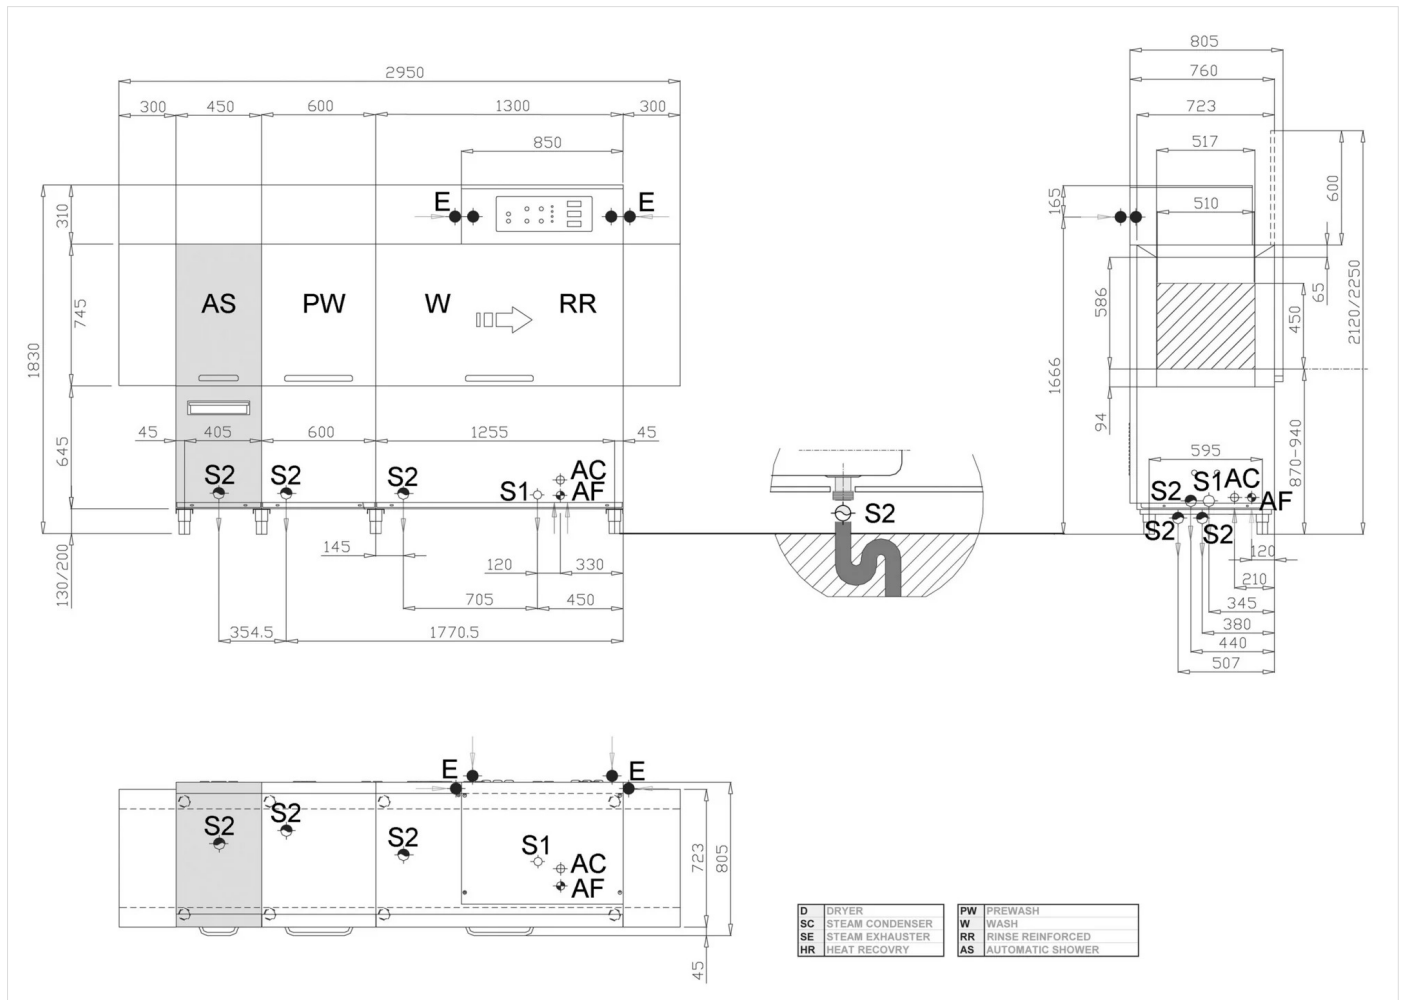 2950
300 450 600 1300 300
850
E E
310
745
1830
645
130/200
AS PW W RR
45 405 600 1255 45
S2 S2 S2 S1 AC
AF
145
120 330
705 450
354.5 1770.5
S2
805
760
723
517
510
165
600
586
65
450
2120/2250
1666
94
870-940
595
S2 S1 AC
AF
S2 S2
120
210
345
380
440
507
E E
S2 S2 S2 S1
AC
AF
723
805
45
D DRYER
SC STEAM CONDENSER
SE STEAM EXHAUSTER
HR HEAT RECOVRY
PW PREWASH
W WASH
RR RINSE REINFORCED
AS AUTOMATIC SHOWER